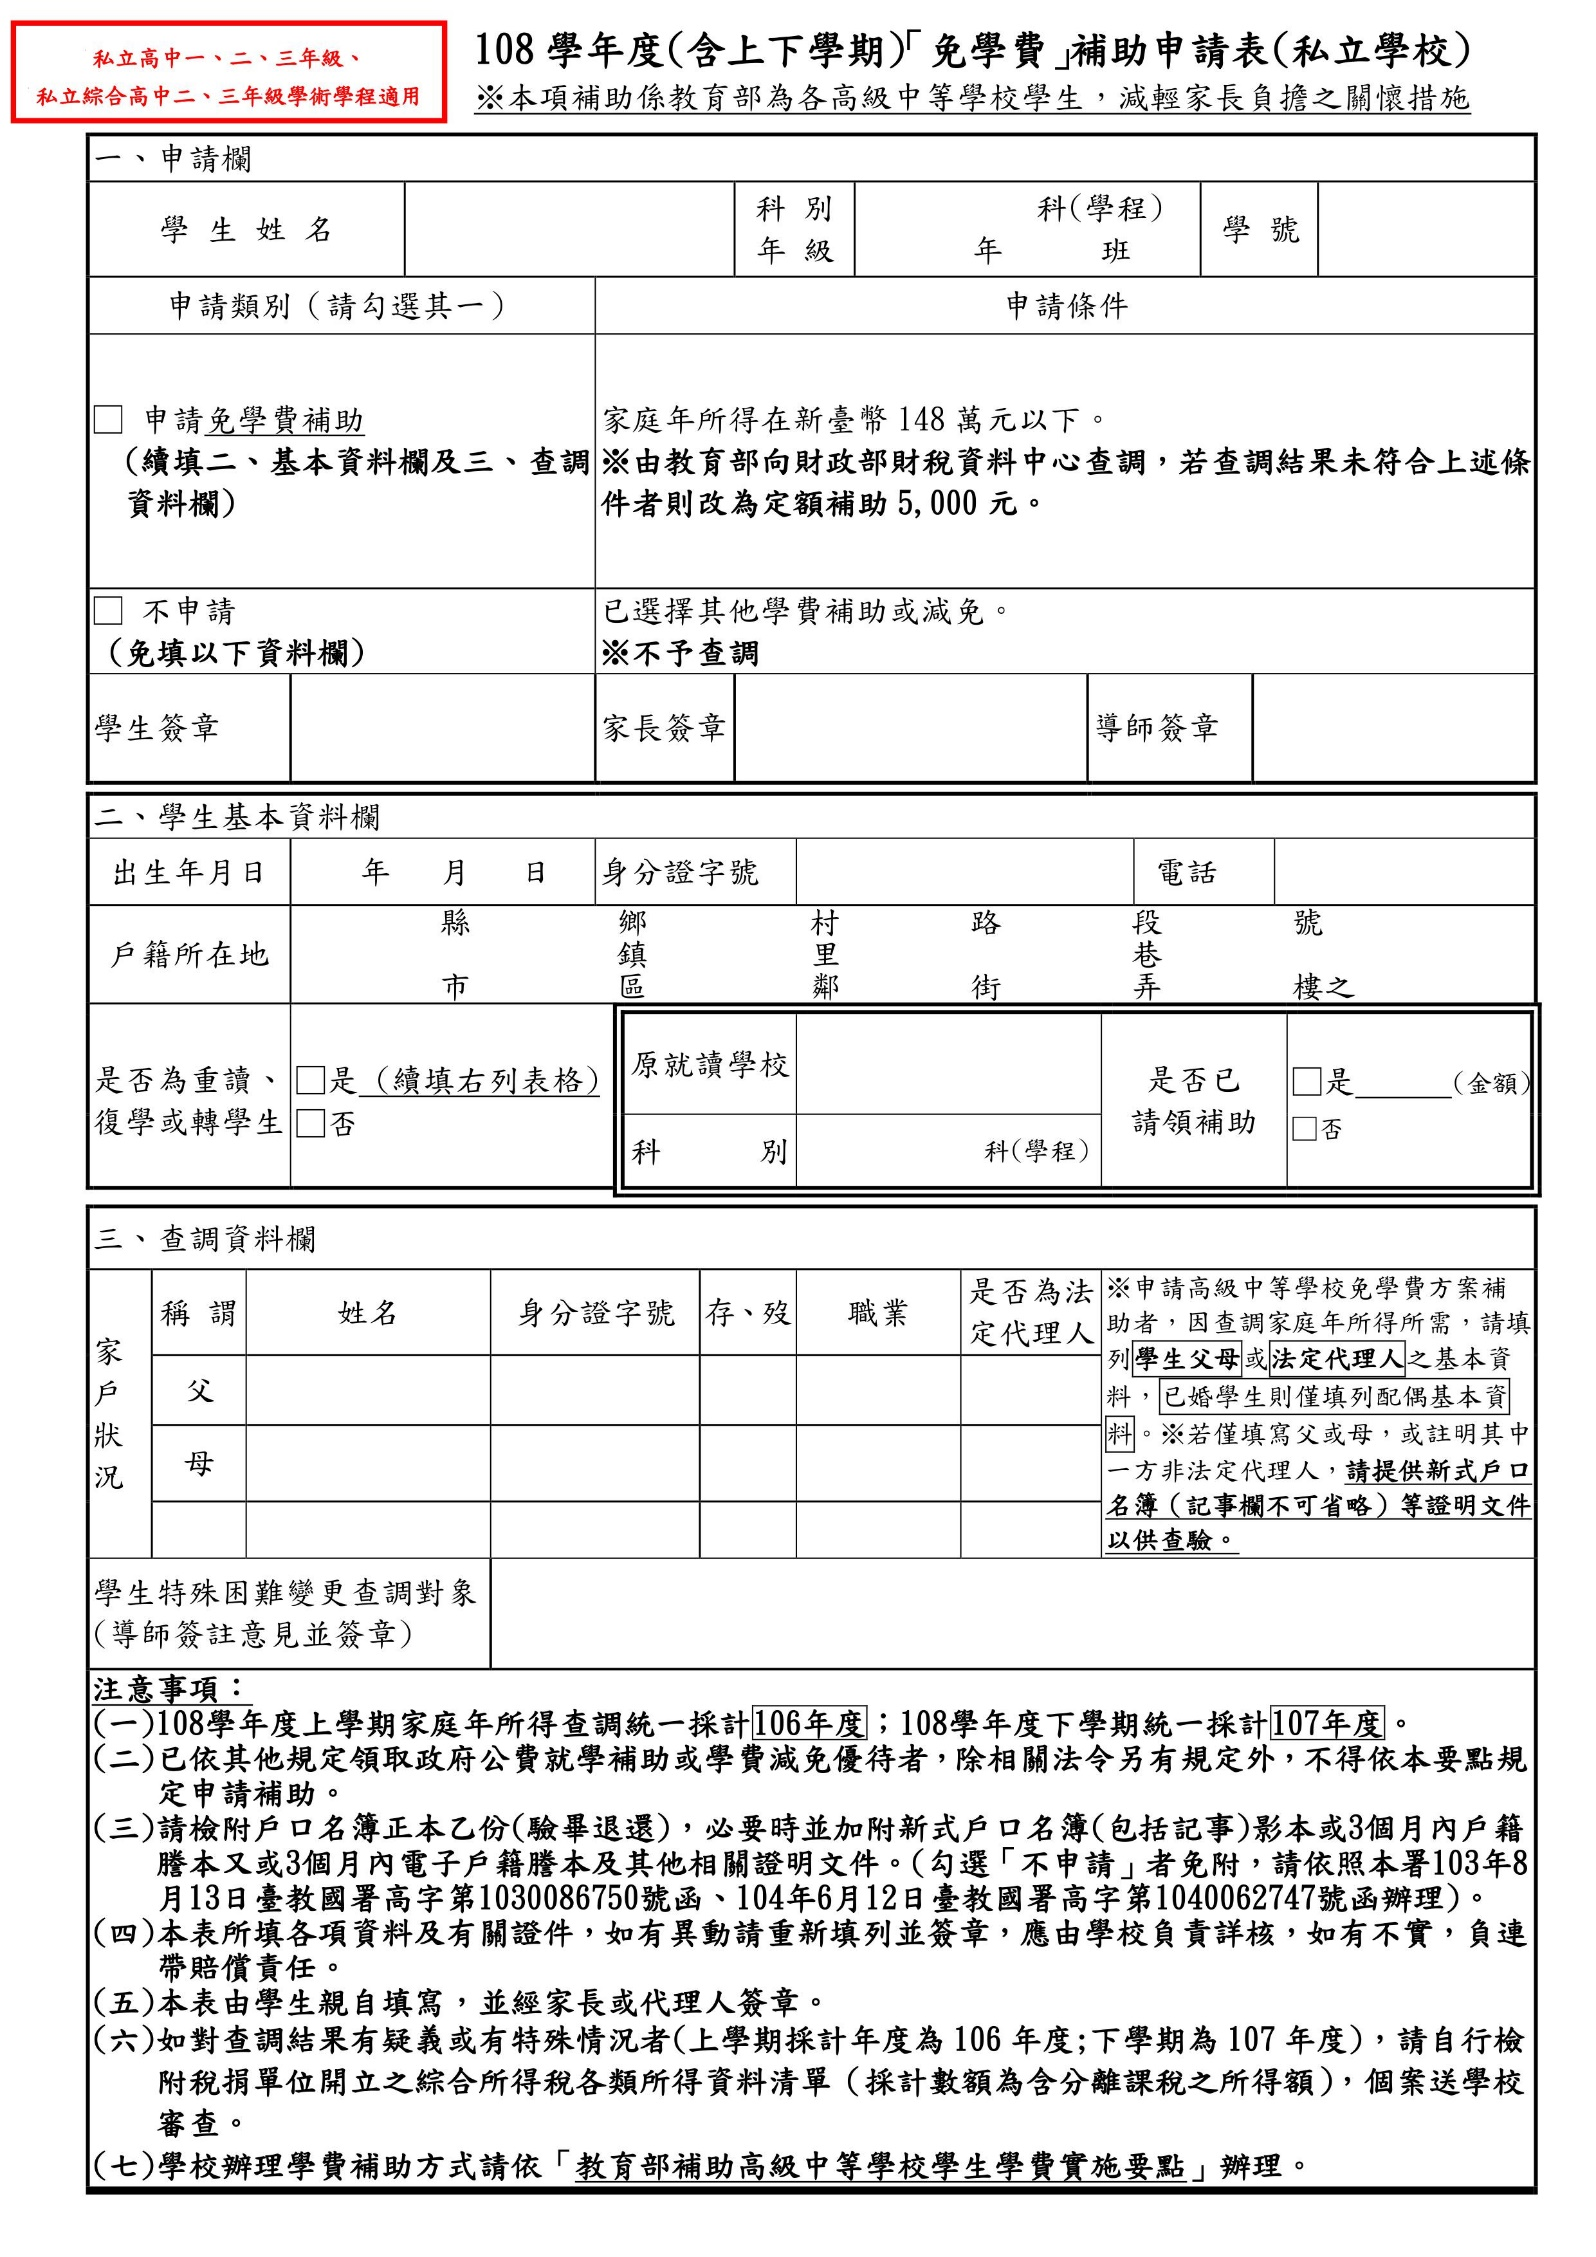 私立高中一、二、三年級、
私立綜合高中二、三年級學術學程適用
108 學年度(含上下學期)「免學費」補助申請表(私立學校)
※本項補助係教育部為各高級中等學校學生，減輕家長負擔之關懷措施
一、申請欄
學 生 姓 名
科 別
年 級
科(學程)
年 班
學 號
申請類別（請勾選其一）
申請條件
□ 申請免學費補助
（續填二、基本資料欄及三、查調
資料欄）
家庭年所得在新臺幣 148 萬元以下。
※由教育部向財政部財稅資料中心查調，若查調結果未符合上述條
件者則改為定額補助 5,000 元。
□ 不申請
（免填以下資料欄）
已選擇其他學費補助或減免。
※不予查調
學生簽章
家長簽章
導師簽章
二、學生基本資料欄
出生年月日
年 月 日
身分證字號
電話
戶籍所在地
縣 鄉 村 路 段 號
鎮 里 巷
市 區 鄰 街 弄 樓之
是否為重讀、
復學或轉學生
□是（續填右列表格）
□否
原就讀學校
科 別
科(學程)
是否已
請領補助
□是______（金額）
□否
三、查調資料欄
家
戶
狀
況
稱 謂
姓名
身分證字號
存、歿
職業
是否為法
定代理人
父
母
※申請高級中等學校免學費方案補
助者，因查調家庭年所得所需，請填
列學生父母或法定代理人之基本資
料，已婚學生則僅填列配偶基本資
料。※若僅填寫父或母，或註明其中
一方非法定代理人，請提供新式戶口
名簿（記事欄不可省略）等證明文件
以供查驗。
學生特殊困難變更查調對象
（導師簽註意見並簽章）
注意事項：
(一)108學年度上學期家庭年所得查調統一採計106年度；108學年度下學期統一採計107年度。
(二)已依其他規定領取政府公費就學補助或學費減免優待者，除相關法令另有規定外，不得依本要點規
定申請補助。
(三)請檢附戶口名簿正本乙份(驗畢退還)，必要時並加附新式戶口名簿(包括記事)影本或3個月內戶籍
謄本又或3個月內電子戶籍謄本及其他相關證明文件。(勾選「不申請」者免附，請依照本署103年8
月13日臺教國署高字第1030086750號函、104年6月12日臺教國署高字第1040062747號函辦理)。
(四)本表所填各項資料及有關證件，如有異動請重新填列並簽章，應由學校負責詳核，如有不實，負連
帶賠償責任。
(五)本表由學生親自填寫，並經家長或代理人簽章。
(六)如對查調結果有疑義或有特殊情況者(上學期採計年度為 106 年度;下學期為 107 年度)，請自行檢
附稅捐單位開立之綜合所得稅各類所得資料清單（採計數額為含分離課稅之所得額），個案送學校
審查。
(七)學校辦理學費補助方式請依「教育部補助高級中等學校學生學費實施要點」辦理。